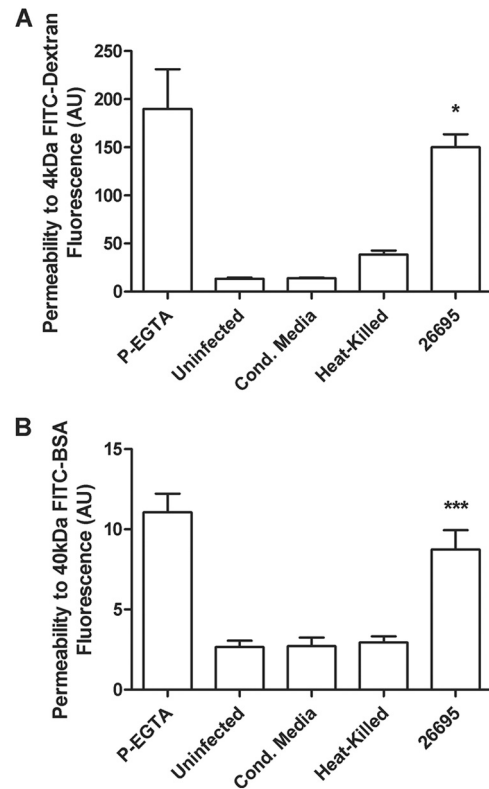 A
Permeability to 4kDa FITC-Dextran
Fluorescence (AU)
250
200
150
100
50
0
*
P-EGTA
Uninfected
Cond. Media
Heat-Killed
26695
B
Permeability to 40kDa FITC-BSA
Fluorescence (AU)
15
10
5
0
***
P-EGTA
Uninfected
Cond. Media
Heat-Killed
26695